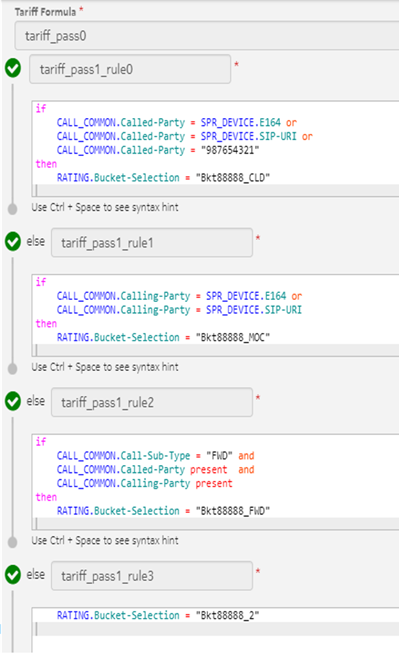 Tariff Formula *
tariff_pass0
tariff_pass1_rule0 *
if
CALL_COMMON.Called-Party = SPR_DEVICE.E164 or
CALL_COMMON.Called-Party = SPR_DEVICE.SIP-URI or
CALL_COMMON.Called-Party = "987654321"
then
RATING.Bucket-Selection = "Bkt88888_CLD"
Use Ctrl + Space to see syntax hint
else tariff_pass1_rule1 *
if
CALL_COMMON.Calling-Party = SPR_DEVICE.E164 or
CALL_COMMON.Calling-Party = SPR_DEVICE.SIP-URI
then
RATING.Bucket-Selection = "Bkt88888_MOC"
Use Ctrl + Space to see syntax hint
else tariff_pass1_rule2 *
if
CALL_COMMON.Call-Sub-Type = "FWD" and
CALL_COMMON.Called-Party present and
CALL_COMMON.Calling-Party present
then
RATING.Bucket-Selection = "Bkt88888_FWD"
Use Ctrl + Space to see syntax hint
else tariff_pass1_rule3 *
RATING.Bucket-Selection = "Bkt88888_2"